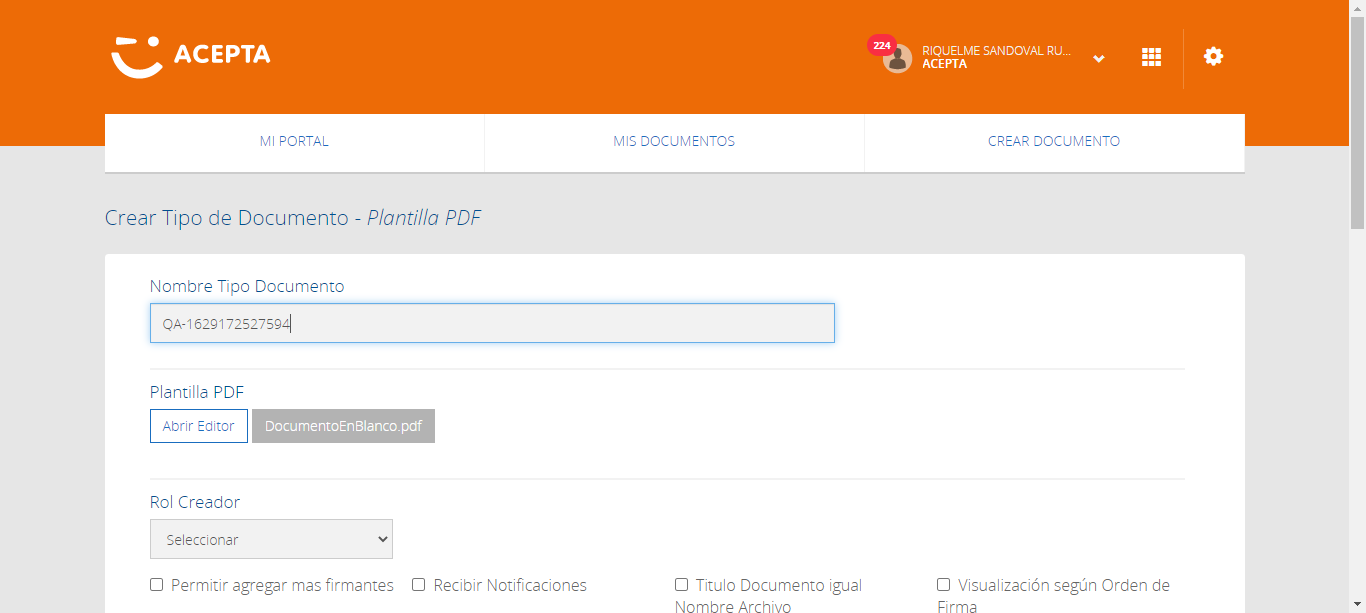 ACEPTA
224
RIQUELME SANDOVAL RU...
ACEPTA
MI PORTAL
MIS DOCUMENTOS
CREAR DOCUMENTO
Crear Tipo de Documento - Plantilla PDF
Nombre Tipo Documento
QA-1629172527594
Plantilla PDF
Abrir Editor
DocumentoEnBlanco.pdf
Rol Creador
Seleccionar
Permitir agregar mas firmantes
Recibir Notificaciones
Titulo Documento igual
Nombre Archivo
Visualización según Orden de
Firma